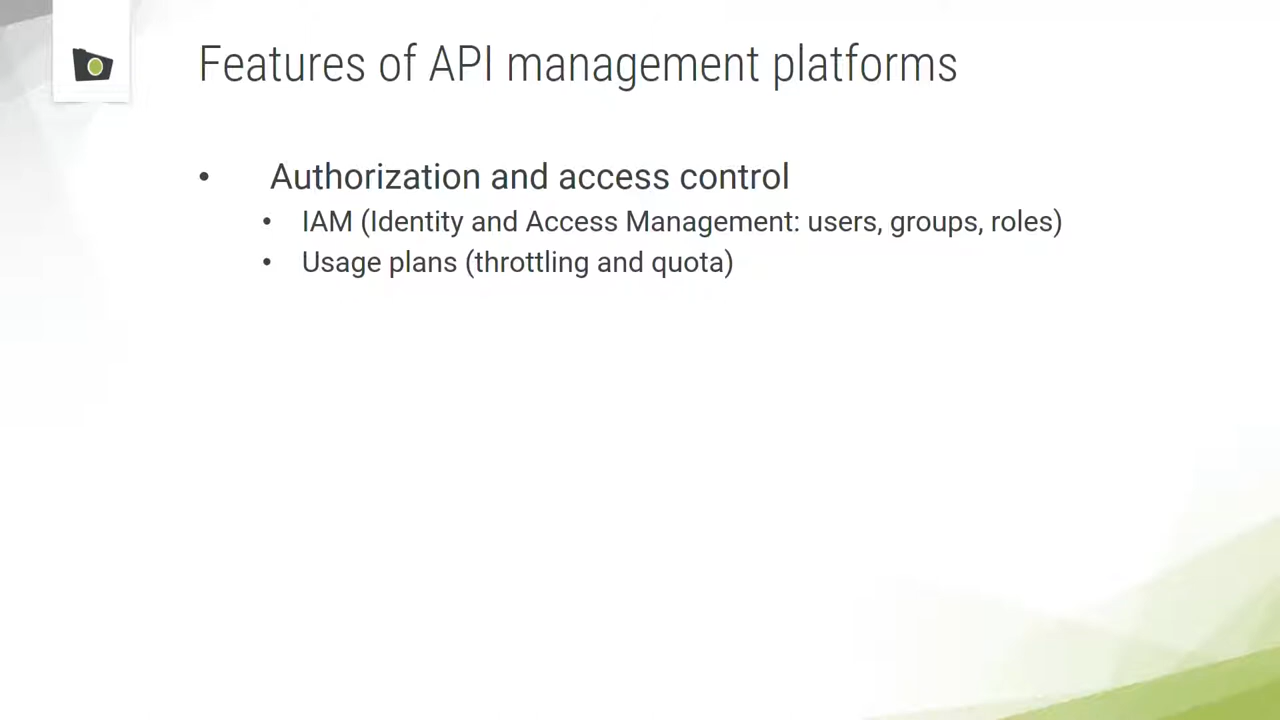 Features of API management platforms
• Authorization and access control
• IAM (Identity and Access Management: users, groups, roles)
• Usage plans (throttling and quota)